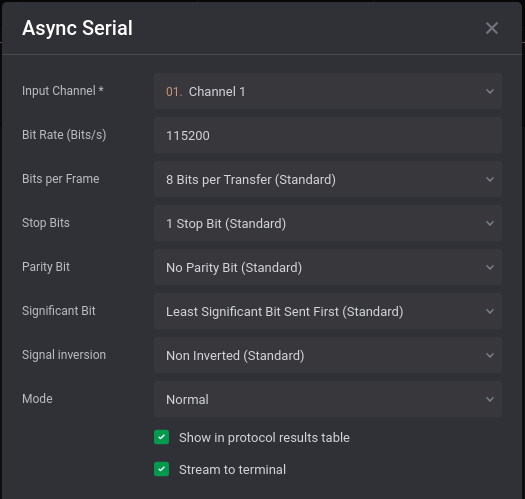 Async Serial
Input Channel * 01. Channel 1
Bit Rate (Bits/s) 115200
Bits per Frame 8 Bits per Transfer (Standard)
Stop Bits 1 Stop Bit (Standard)
Parity Bit No Parity Bit (Standard)
Significant Bit Least Significant Bit Sent First (Standard)
Signal inversion Non Inverted (Standard)
Mode Normal
Show in protocol results table
Stream to terminal